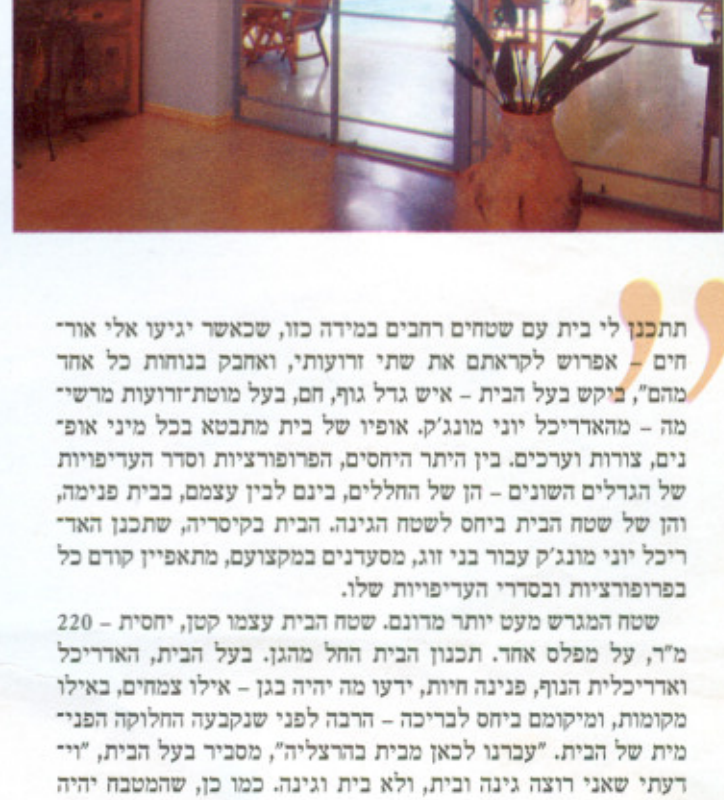 תתכנן לי בית עם שטחים רחבים במידה כזו, שכאשר יגיעו אלי אור־
חים – אפרוש לקראתם את שתי זרועותי, ואחבק בנוחות כל אחד
מהם", ביקש בעל הבית – איש גדל גוף, חם, בעל מוטת־זרועות מרשי־
מה – מהאדריכל יוני מונג'ק. אופיו של בית מתבטא בכל מיני אופ־
נים, צורות וערכים. בין היתר היחסים, הפרופורציות וסדר העדיפויות
של הגדלים השונים – הן של החללים, בינם לבין עצמם, בבית פנימה,
והן של שטח הבית ביחס לשטח הגינה. הבית בקיסריה, שתכנן האד־
ריכל יוני מונג'ק עבור בני זוג, מסעדנים במקצועם, מתאפיין קודם כל
בפרופורציות ובסדרי העדיפויות שלו.
שטח המגרש מעט יותר מדונם. שטח הבית עצמו קטן, יחסית – 220
מ"ר, על מפלס אחד. תכנון הבית החל מהגן. בעל הבית, האדריכל
ואדריכלית הנוף, פנינה חיות, ידעו מה יהיה בגן – אילו צמחים, באילו
מקומות, ומיקומם ביחס לבריכה – הרבה לפני שנקבעה החלוקה הפני־
מית של הבית. "עברנו לכאן מבית בהרצליה", מסביר בעל הבית, "וי־
דעתי שאני רוצה גינה ובית, ולא בית וגינה. כמו כן, שהמטבח יהיה